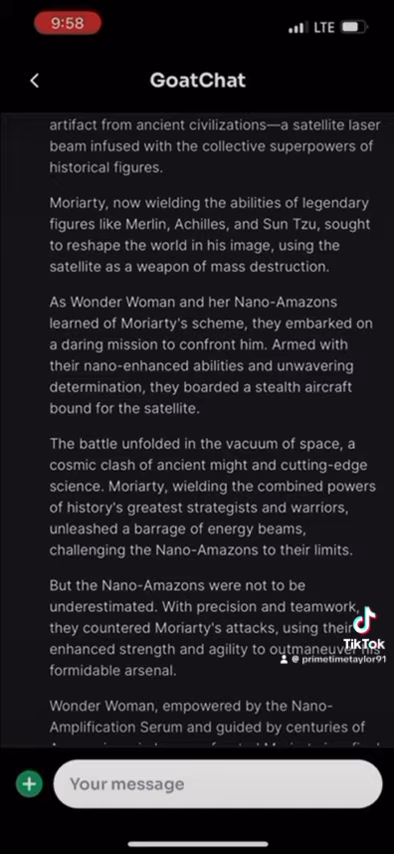 9:58
LTE
GoatChat
artifact from ancient civilizations—a satellite laser
beam infused with the collective superpowers of
historical figures.
Moriarty, now wielding the abilities of legendary
figures like Merlin, Achilles, and Sun Tzu, sought
to reshape the world in his image, using the
satellite as a weapon of mass destruction.
As Wonder Woman and her Nano-Amazons
learned of Moriarty's scheme, they embarked on
a daring mission to confront him. Armed with
their nano-enhanced abilities and unwavering
determination, they boarded a stealth aircraft
bound for the satellite.
The battle unfolded in the vacuum of space, a
cosmic clash of ancient might and cutting-edge
science. Moriarty, wielding the combined powers
of history's greatest strategists and warriors,
unleashed a barrage of energy beams,
challenging the Nano-Amazons to their limits.
But the Nano-Amazons were not to be
underestimated. With precision and teamwork,
they countered Moriarty's attacks, using their
enhanced strength and agility to outmaneuver his
TikTok
@ primetimetaylor91
formidable arsenal.
Wonder Woman, empowered by the Nano-
Amplification Serum and guided by centuries of
Your message